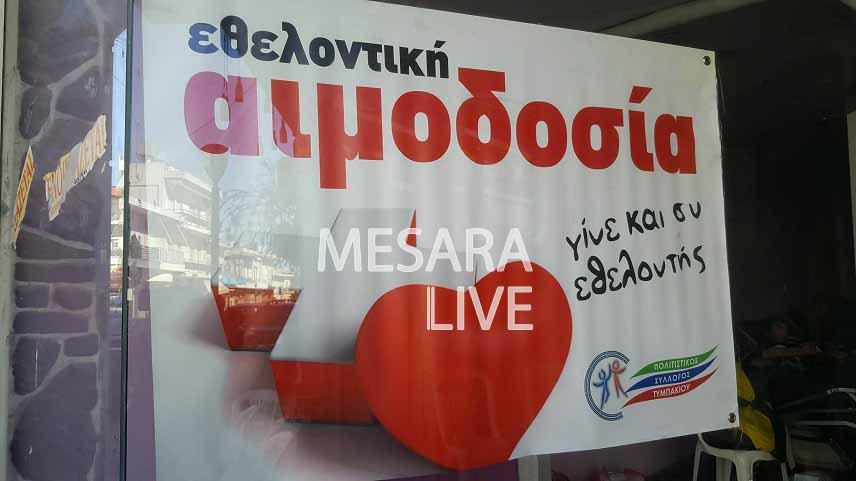 εθελοντική
αιμοδοσία
γίνε και συ
εθελοντής
MESARA
LIVE
ΠΟΛΙΤΙΣΤΙΚΟΣ
ΣΥΛΛΟΓΟΣ
ΤΥΜΠΑΚΙΟΥ